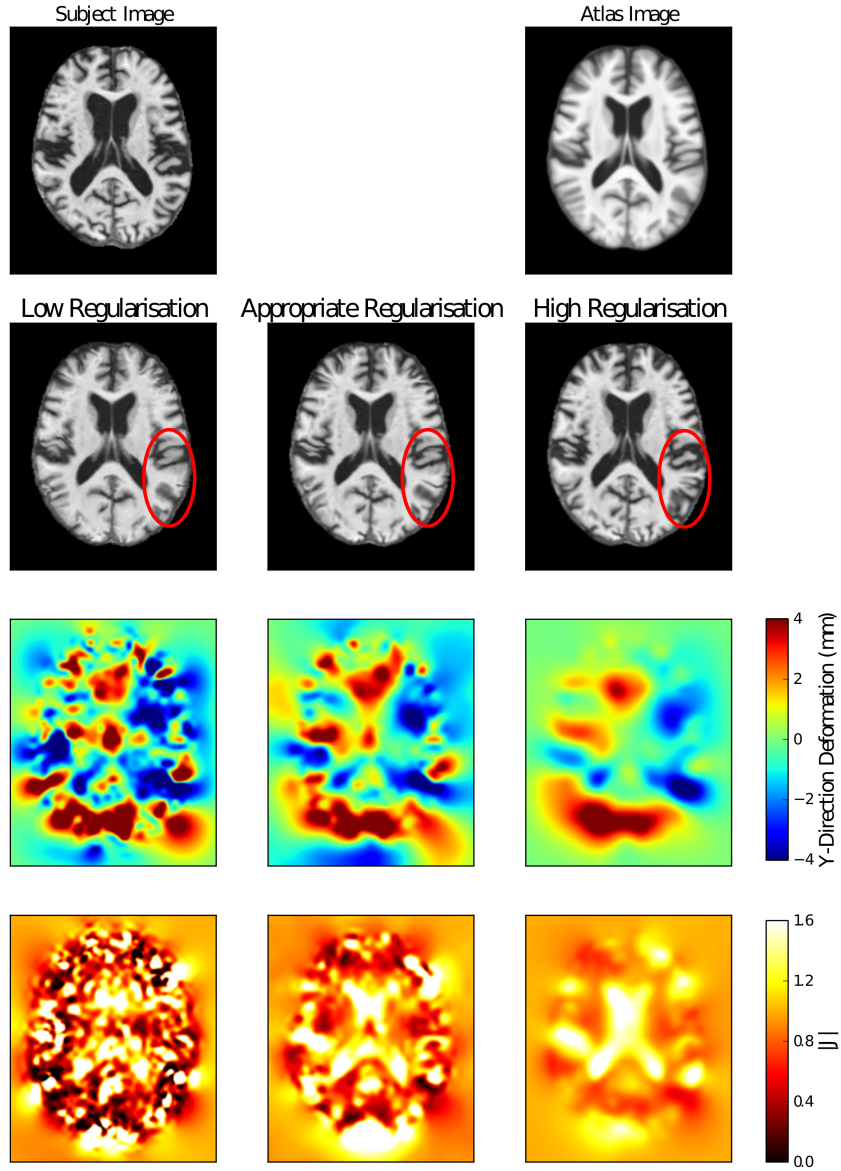 Subject Image
Atlas Image
Low Regularisation
Appropriate Regularisation
High Regularisation
4
2
0
−2
−4
Y-Direction Deformation (mm)
1.6
1.2
0.8
0.4
0.0
|J|